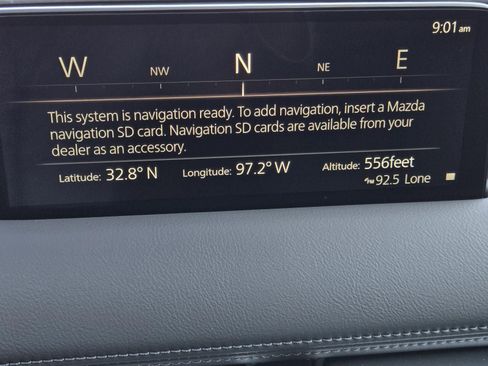 9:01 am
W NW N NE E
This system is navigation ready. To add navigation, insert a Mazda
navigation SD card. Navigation SD cards are available from your
dealer as an accessory.
Latitude: 32.8° N Longitude: 97.2° W Altitude: 556feet
FM 92.5 Lone